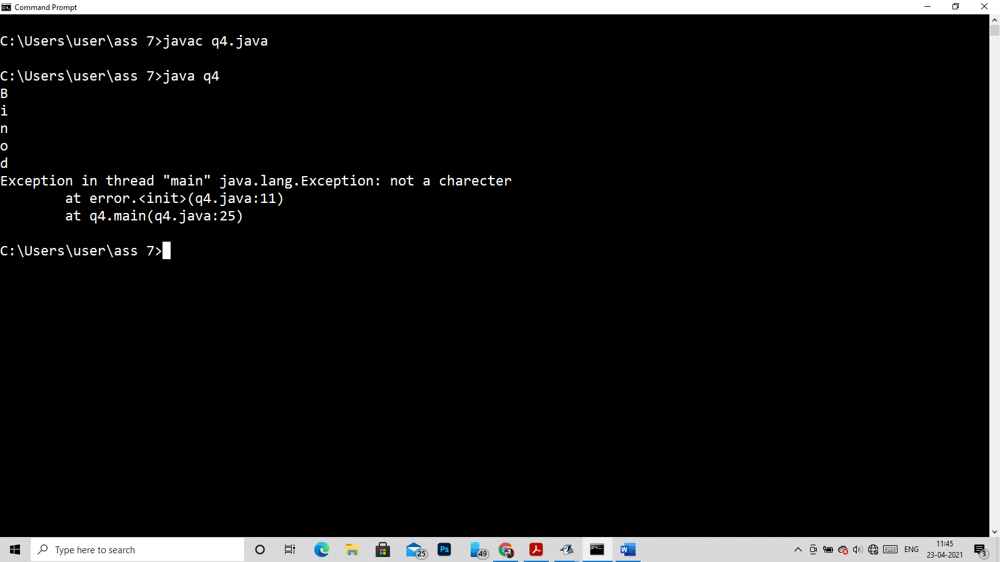 Command Prompt
C:\Users\user\ass 7>javac q4.java
C:\Users\user\ass 7>java q4
B
i
n
o
d
Exception in thread "main" java.lang.Exception: not a charecter
at error.<init>(q4.java:11)
at q4.main(q4.java:25)
C:\Users\user\ass 7>
Type here to search
25
Ps
49
ENG
11:45
23-04-2021
3